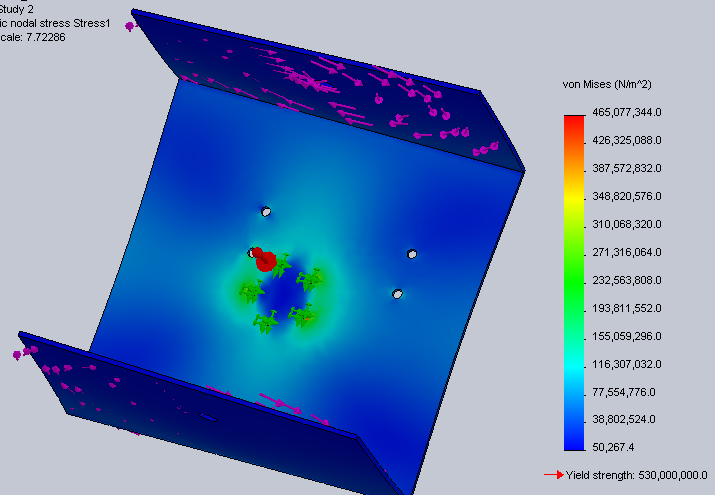 Study 2
ic nodal stress Stress1
cale: 7.72286
von Mises (N/m^2)
465,077,344.0
426,325,088.0
387,572,832.0
348,820,576.0
310,068,320.0
271,316,064.0
232,563,808.0
193,811,552.0
155,059,296.0
116,307,032.0
77,554,776.0
38,802,524.0
50,267.4
Yield strength: 530,000,000.0